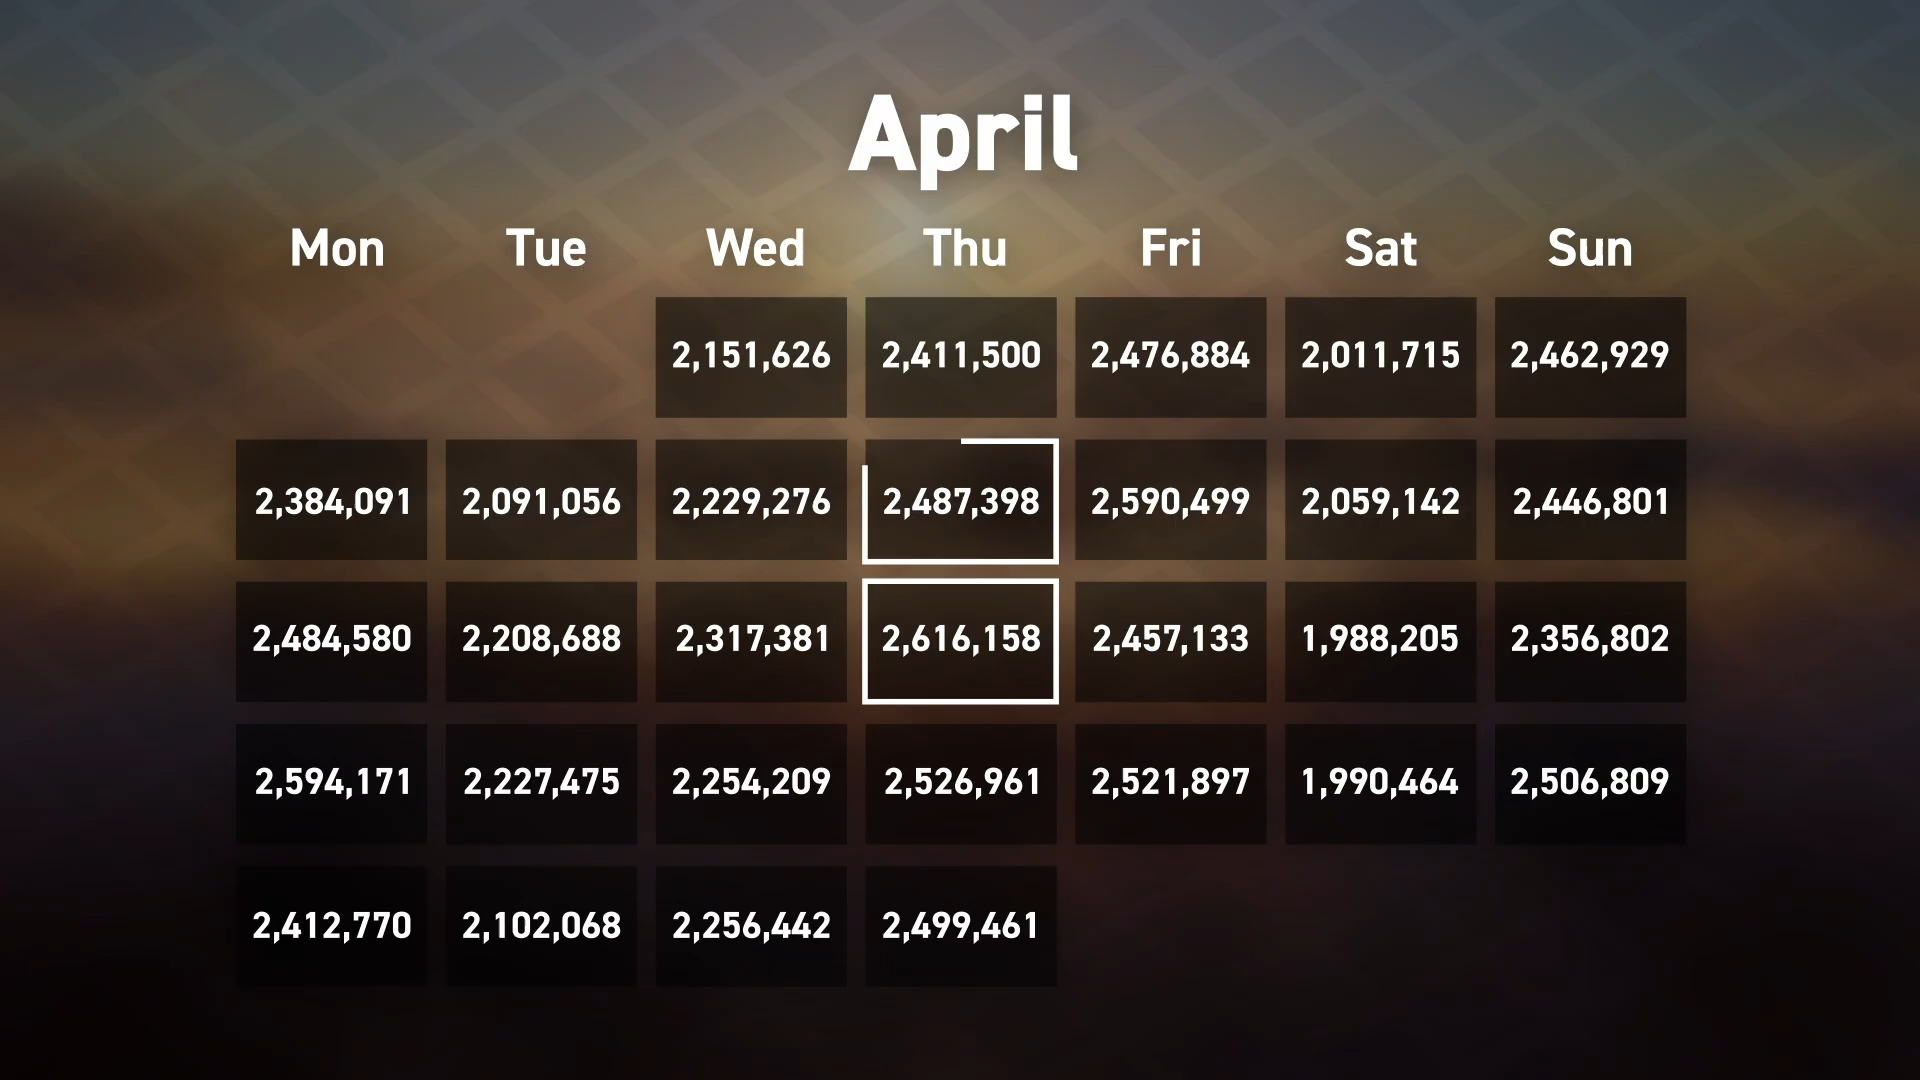 April
Mon Tue Wed Thu Fri Sat Sun
2,151,626 2,411,500 2,476,884 2,011,715 2,462,929
2,384,091 2,091,056 2,229,276 2,487,398 2,590,499 2,059,142 2,446,801
2,484,580 2,208,688 2,317,381 2,616,158 2,457,133 1,988,205 2,356,802
2,594,171 2,227,475 2,254,209 2,526,961 2,521,897 1,990,464 2,506,809
2,412,770 2,102,068 2,256,442 2,499,461